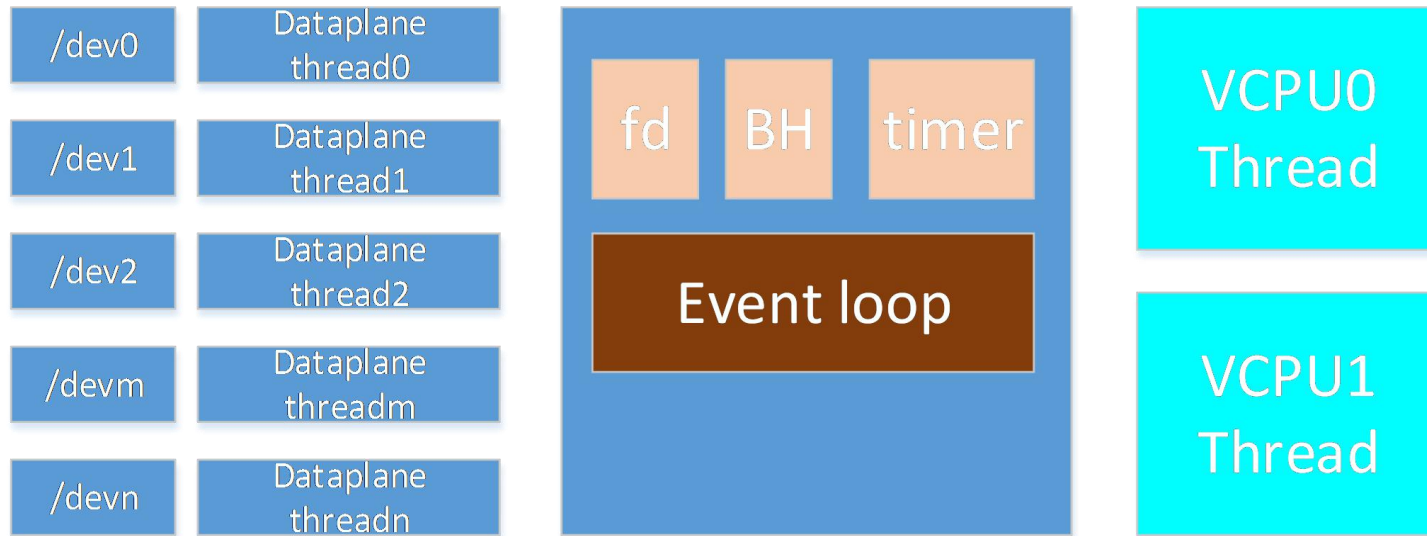 /dev0
Dataplane
thread0
/dev1
Dataplane
thread1
/dev2
Dataplane
thread2
/devm
Dataplane
threadm
/devn
Dataplane
threadn
fd
BH
timer
Event loop
VCPU0
Thread
VCPU1
Thread